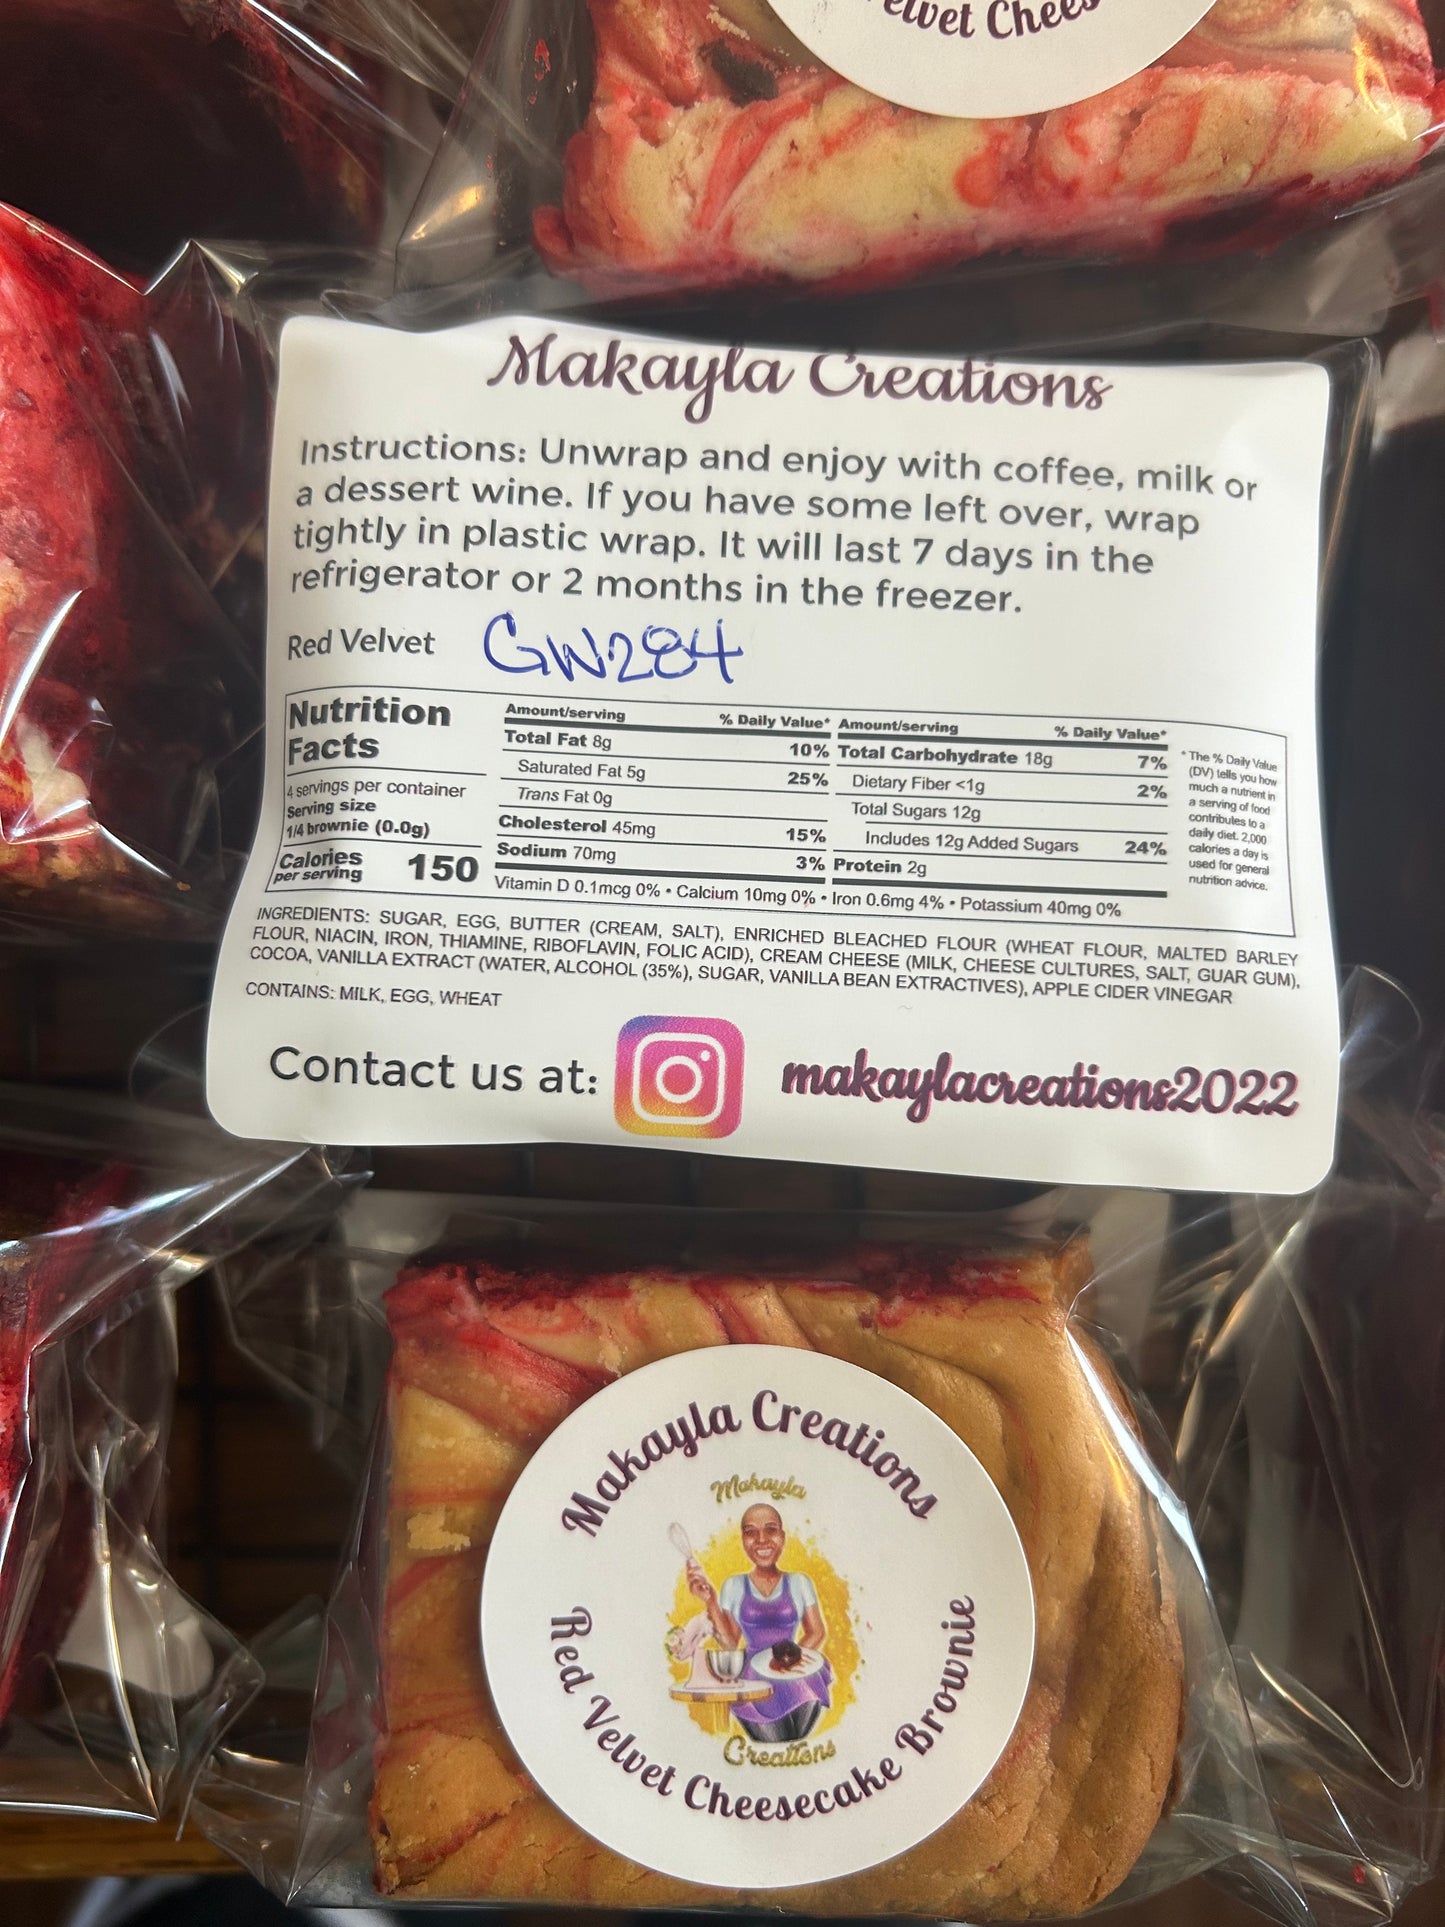 elvet Chees
Makayla Creations
Instructions: Unwrap and enjoy with coffee, milk or
a dessert wine. If you have some left over, wrap
tightly in plastic wrap. It will last 7 days in the
refrigerator or 2 months in the freezer.
Red Velvet GW284
Nutrition
Facts
4 servings per container
Serving size
1/4 brownie (0.0g)
Calories
per serving 150
Amount/serving % Daily Value*
Total Fat 8g 10%
Saturated Fat 5g 25%
Trans Fat 0g
Cholesterol 45mg 15%
Sodium 70mg 3%
Amount/serving % Daily Value*
Total Carbohydrate 18g 7%
Dietary Fiber <1g 2%
Total Sugars 12g
Includes 12g Added Sugars 24%
Protein 2g
Vitamin D 0.1mcg 0% • Calcium 10mg 0% • Iron 0.6mg 4% • Potassium 40mg 0%
* The % Daily Value
(DV) tells you how
much a nutrient in
a serving of food
contributes to a
daily diet. 2,000
calories a day is
used for general
nutrition advice.
INGREDIENTS: SUGAR, EGG, BUTTER (CREAM, SALT), ENRICHED BLEACHED FLOUR (WHEAT FLOUR, MALTED BARLEY
FLOUR, NIACIN, IRON, THIAMINE, RIBOFLAVIN, FOLIC ACID), CREAM CHEESE (MILK, CHEESE CULTURES, SALT, GUAR GUM),
COCOA, VANILLA EXTRACT (WATER, ALCOHOL (35%), SUGAR, VANILLA BEAN EXTRACTIVES), APPLE CIDER VINEGAR
CONTAINS: MILK, EGG, WHEAT
Contact us at: makaylacreations2022
Makayla Creations
Makayla
Creations
Red Velvet Cheesecake Brownie